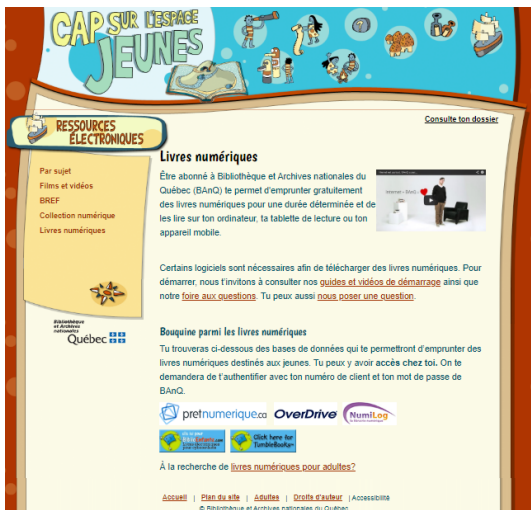 CAP SUR L'ESPACE
JEUNES
Consulte ton dossier
RESSOURCES
ÉLECTRONIQUES
Par sujet
Films et vidéos
BREF
Collection numérique
Livres numériques
Bibliothèque
et Archives
nationales
Québec
Livres numériques
Être abonné à Bibliothèque et Archives nationales du
Québec (BAnQ) te permet d'emprunter gratuitement
des livres numériques pour une durée déterminée et de
les lire sur ton ordinateur, ta tablette de lecture ou ton
appareil mobile.
Certains logiciels sont nécessaires afin de télécharger des livres numériques. Pour
démarrer, nous t'invitons à consulter nos guides et vidéos de démarrage ainsi que
notre foire aux questions. Tu peux aussi nous poser une question.
Bouquine parmi les livres numériques
Tu trouveras ci-dessous des bases de données qui te permettront d'emprunter des
livres numériques destinés aux jeunes. Tu peux y avoir accès chez toi. On te
demandera de t'authentifier avec ton numéro de client et ton mot de passe de
BAnQ.
pretnumerique.ca OverDrive NumiLog
Click here for
TumbleBooks
À la recherche de livres numériques pour adultes?
Accueil | Plan du site | Adultes | Droits d'auteur | Accessibilité
© Bibliothèque et Archives nationales du Québec